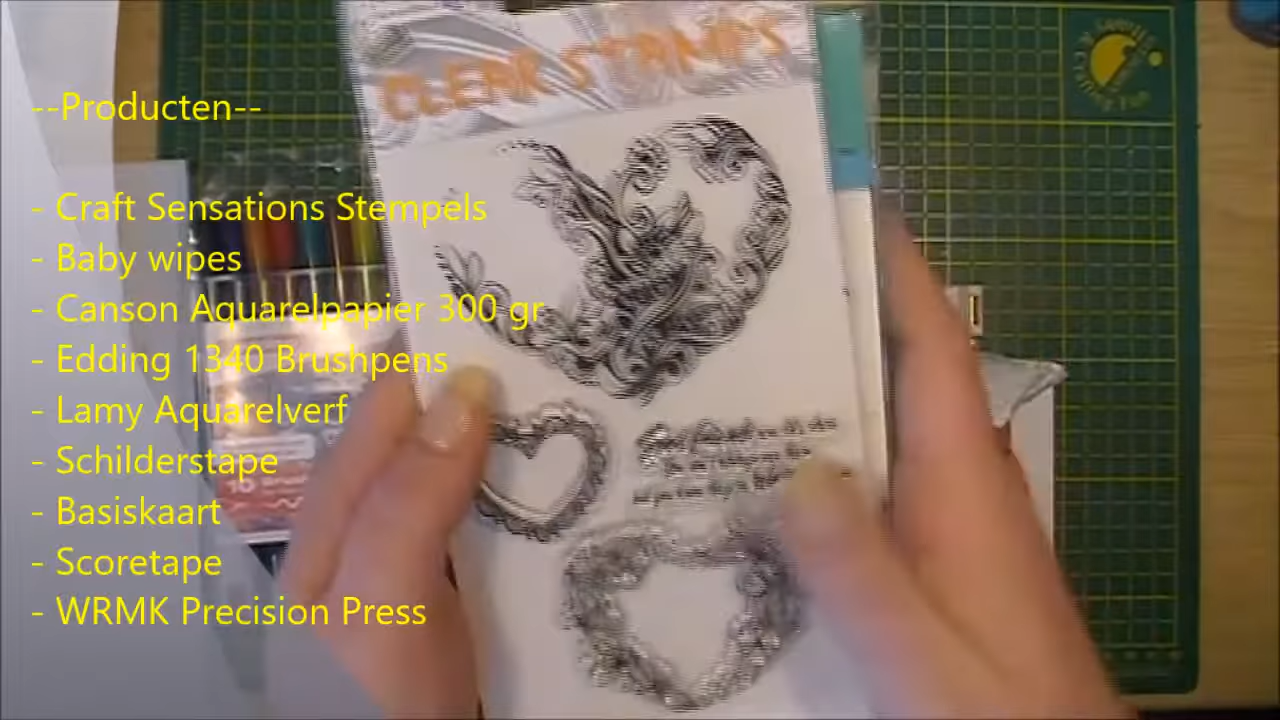 --Producten--
- Craft Sensations Stempels
- Baby wipes
- Canson Aquarelpapier 300 gr
- Edding 1340 Brushpens
- Lamy Aquarelverf
- Schilderstape
- Basiskaart
- Scoretape
- WRMK Precision Press
CLEAR STAMPS